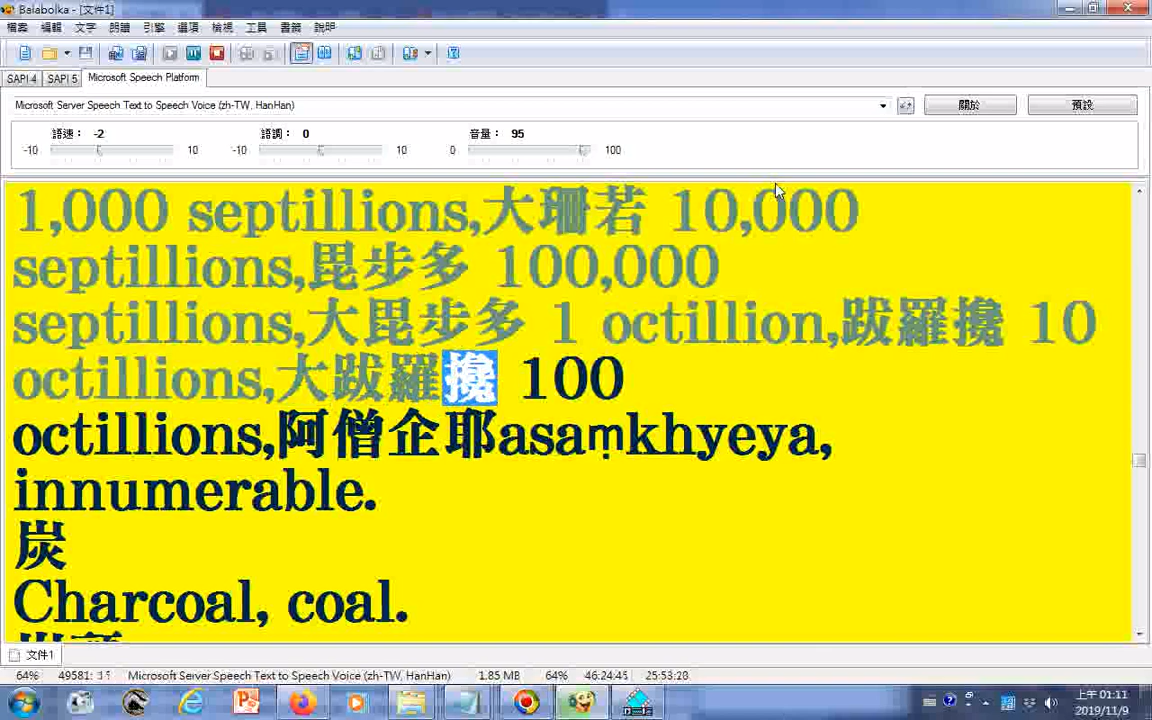 Balabolka - [文件1]
檔案 編輯 文字 朗讀 引擎 選項 檢視 工具 書籤 說明
SAPI 4 SAPI 5 Microsoft Speech Platform
Microsoft Server Speech Text to Speech Voice (zh-TW, HanHan) 關於 預設
語速： -2 語調： 0 音量： 95
-10 10 -10 10 0 100
1,000 septillions,大珊若 10,000
septillions,毘步多 100,000
septillions,大毘步多 1 octillion,跋羅攙 10
octillions,大跋羅攙 100
octillions,阿僧企耶asaṃkhyeya,
innumerable.
炭
Charcoal, coal.
文件1
64% Microsoft Server Speech Text to Speech Voice (zh-TW, HanHan) 1.85 MB 64% 46:24:45 25:53:28
上午 01:11
2019/11/9